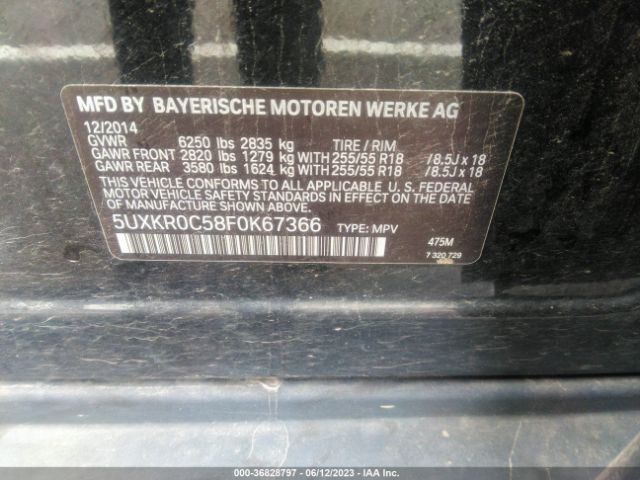 MFD BY BAYERISCHE MOTOREN WERKE AG
12/2014
GVWR 6250 lbs 2835 kg TIRE / RIM
GAWR FRONT 2820 lbs 1279 kg WITH 255/55 R18 /8.5J x 18
GAWR REAR 3580 lbs 1624 kg WITH 255/55 R18 /8.5J x 18
THIS VEHICLE CONFORMS TO ALL APPLICABLE U. S. FEDERAL
MOTOR VEHICLE SAFETY STANDARDS IN EFFECT ON THE
DATE OF MANUFACTURE SHOWN ABOVE.
5UXKR0C58F0K67366 TYPE: MPV 475M
7 320 729
000-36828797 - 06/12/2023 - IAA Inc.